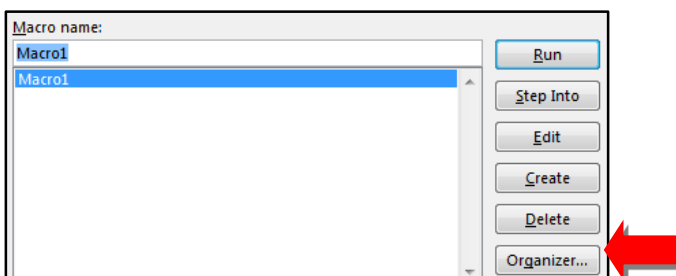 Macro name:
Macro1
Run
Macro1
Step Into
Edit
Create
Delete
Organizer...